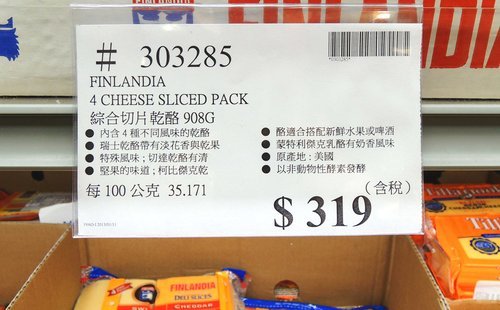 FINLANDIA
# 303285
FINLANDIA
4 CHEESE SLICED PACK
綜合切片乾酪 908G
● 內含 4 種不同風味的乾酪
● 瑞士乾酪帶有淡花香與乾果
● 特殊風味;切達乾酪有清
● 堅果的味道;柯比傑克乾
● 酪適合搭配新鮮水果或啤酒
● 蒙特利傑克乳酪有奶香風味
● 原產地:美國
● 以非動物性酵素發酵
每 100 公克 35.171
(含稅)
$ 319
FINLANDIA
DELI SLICES
CHEDDAR